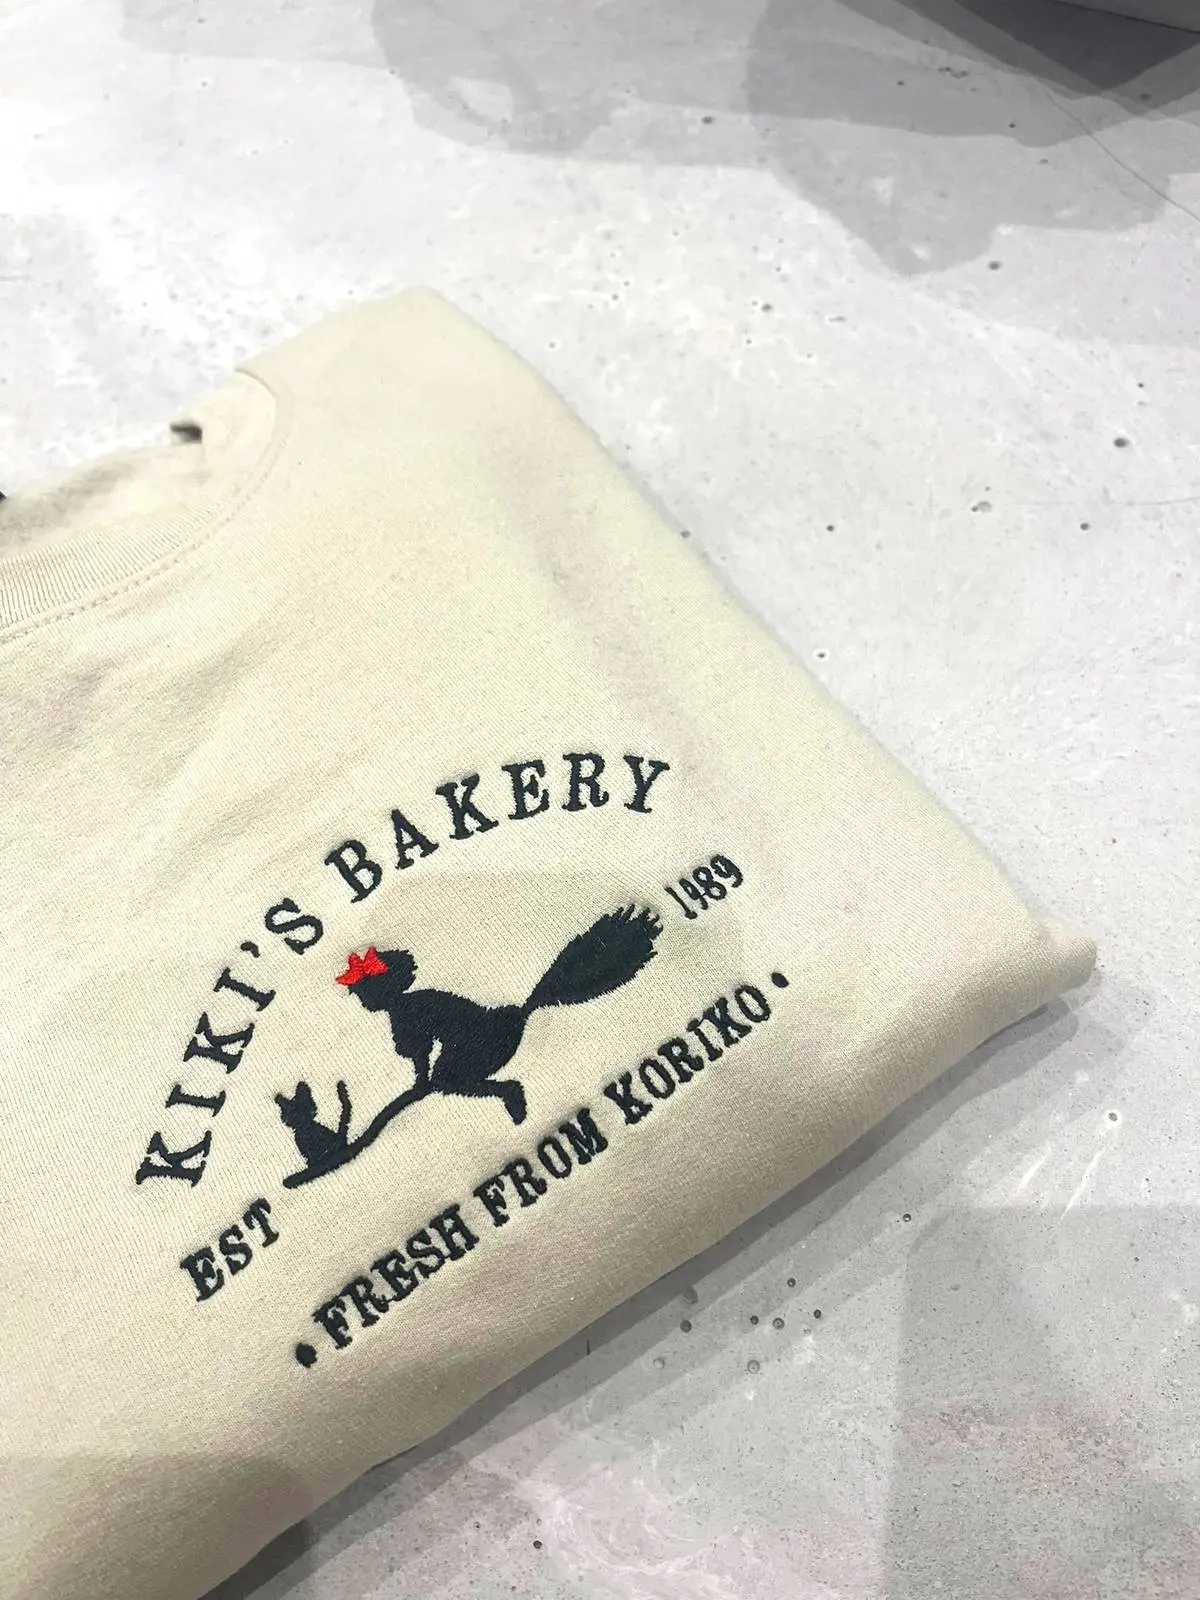 KIKI'S BAKERY
EST 1989
• FRESH FROM KORIKO •